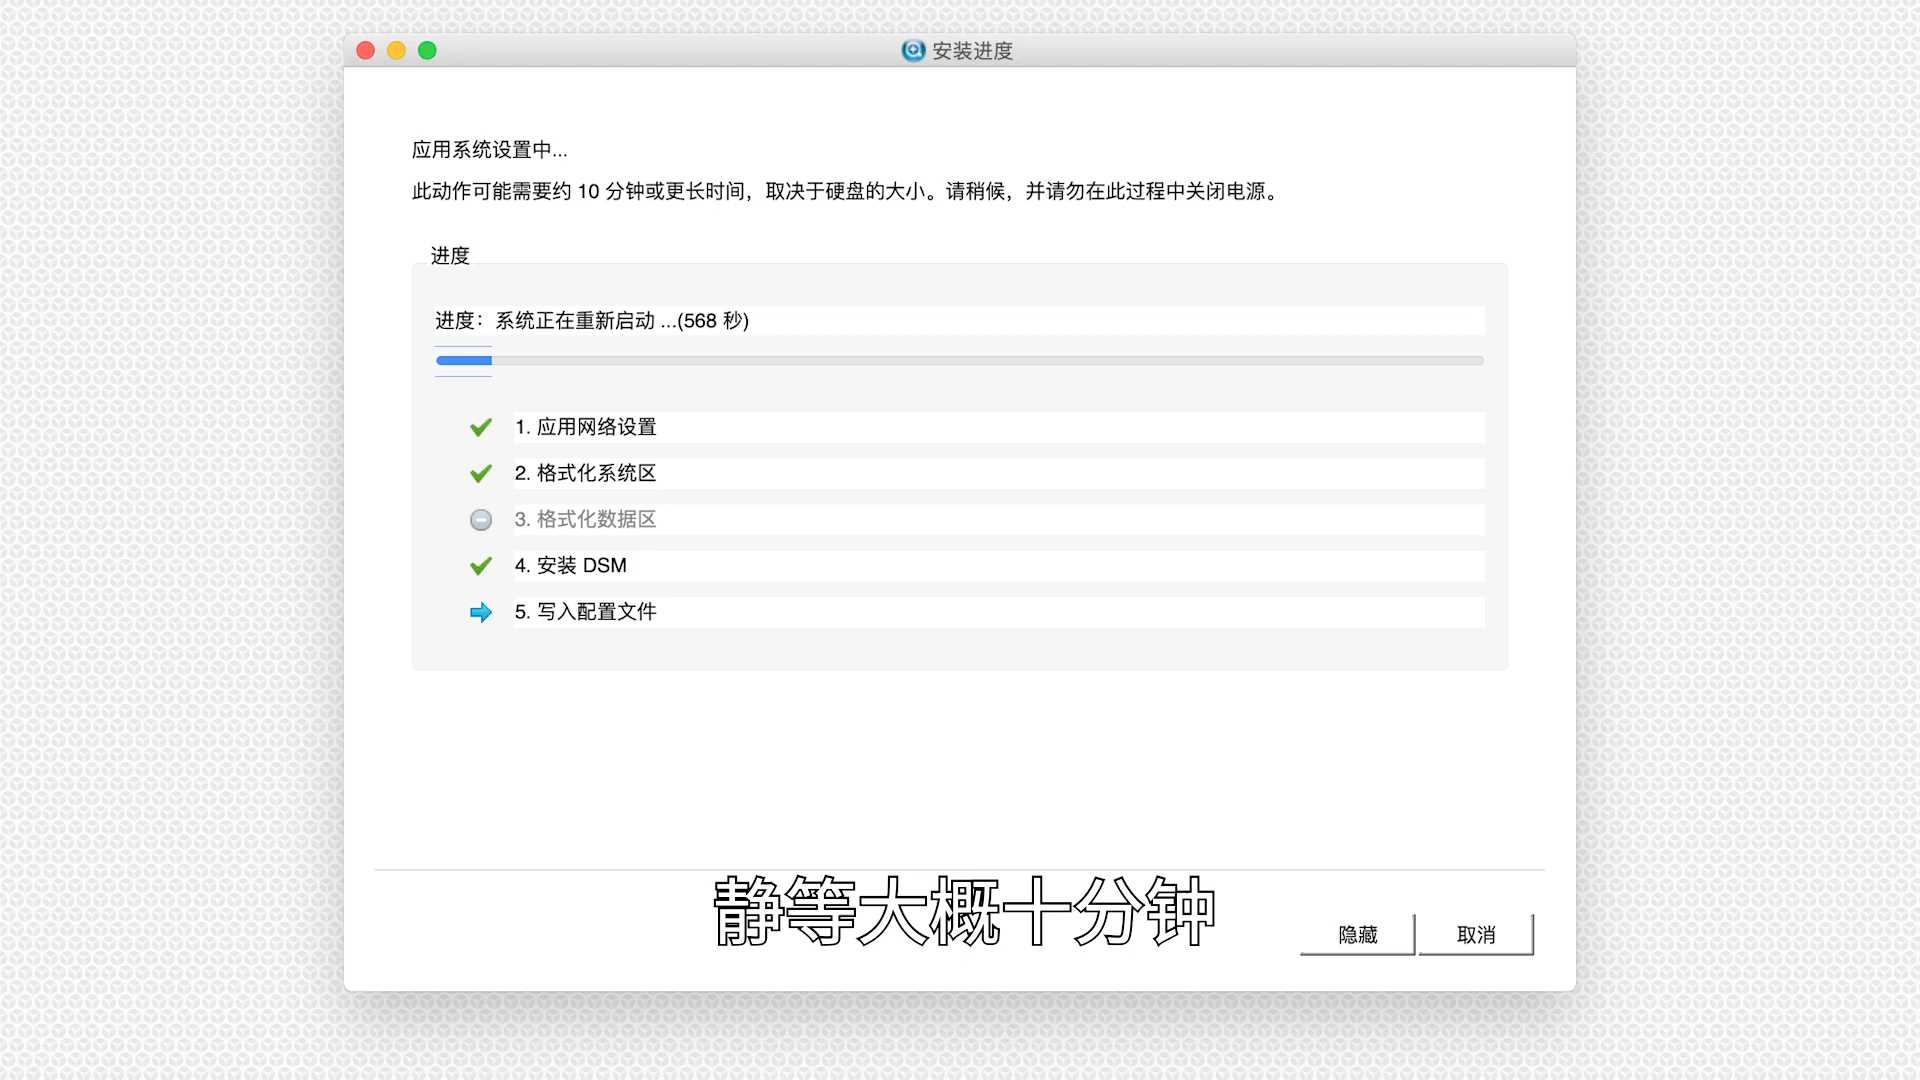 安装进度
应用系统设置中...
此动作可能需要约 10 分钟或更长时间，取决于硬盘的大小。请稍候，并请勿在此过程中关闭电源。
进度
进度：系统正在重新启动 ...(568 秒)
1. 应用网络设置
2. 格式化系统区
3. 格式化数据区
4. 安装 DSM
5. 写入配置文件
静等大概十分钟
隐藏
取消